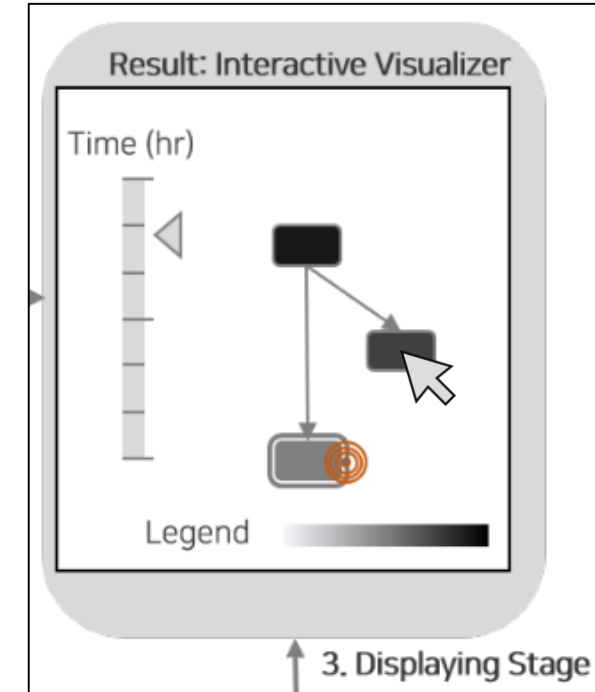 Result: Interactive Visualizer
Time (hr)
Legend
3. Displaying Stage